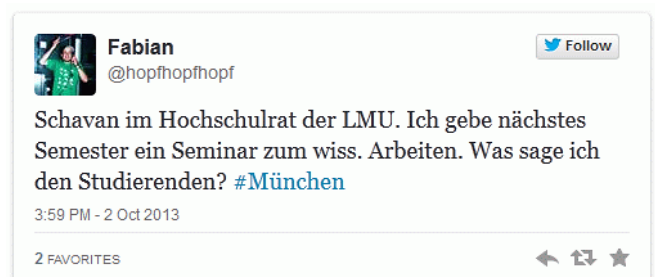 Fabian
@hopfhopfhopf
Follow
Schavan im Hochschulrat der LMU. Ich gebe nächstes
Semester ein Seminar zum wiss. Arbeiten. Was sage ich
den Studierenden? #München
3:59 PM - 2 Oct 2013
2 FAVORITES